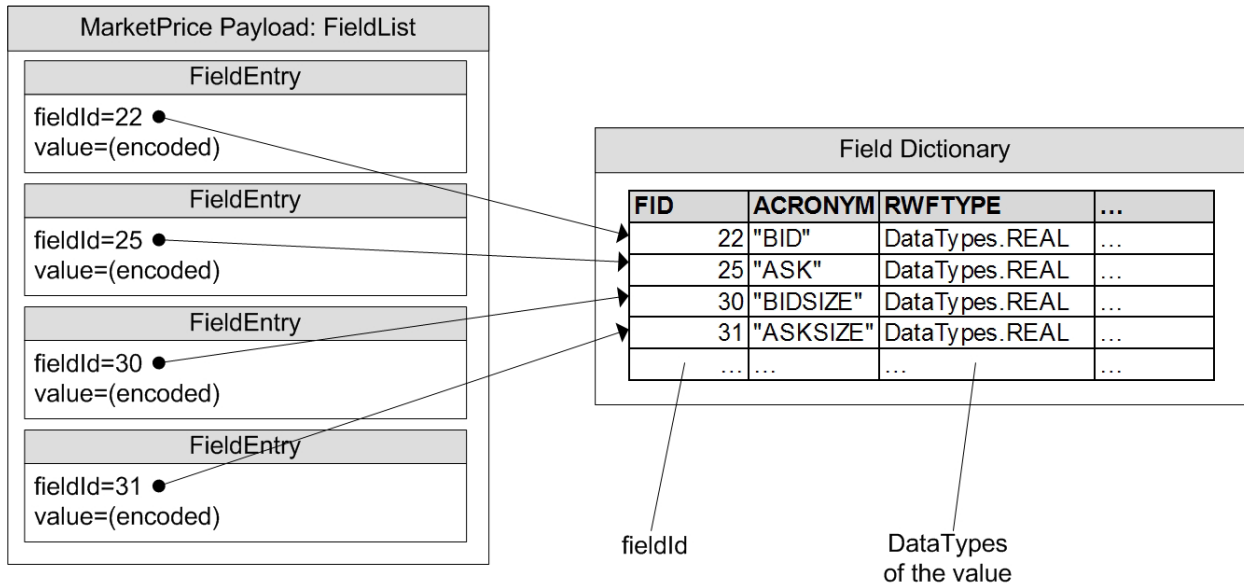 MarketPrice Payload: FieldList
FieldEntry
fieldId=22
value=(encoded)
FieldEntry
fieldId=25
value=(encoded)
FieldEntry
fieldId=30
value=(encoded)
FieldEntry
fieldId=31
value=(encoded)
Field Dictionary
FID ACRONYM RWFTYPE ...
22 "BID" DataTypes.REAL ...
25 "ASK" DataTypes.REAL ...
30 "BIDSIZE" DataTypes.REAL ...
31 "ASKSIZE" DataTypes.REAL ...
... ... ... ...
fieldId
DataTypes
of the value